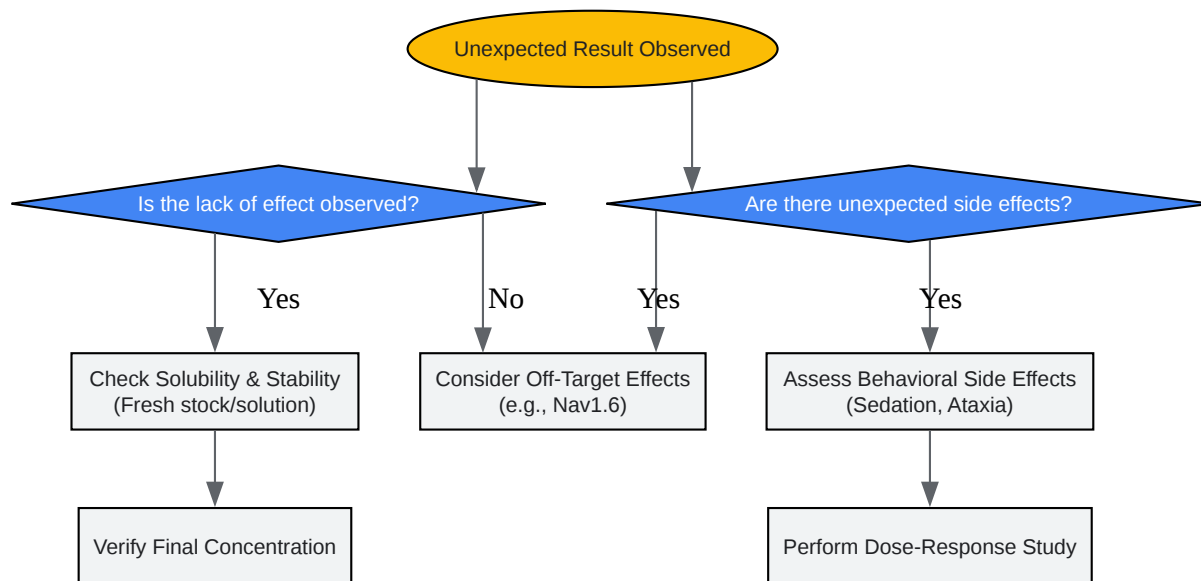 Unexpected Result Observed
Is the lack of effect observed?
Are there unexpected side effects?
Yes
No
Yes
Yes
Check Solubility & Stability
(Fresh stock/solution)
Consider Off-Target Effects
(e.g., Nav1.6)
Assess Behavioral Side Effects
(Sedation, Ataxia)
Verify Final Concentration
Perform Dose-Response Study